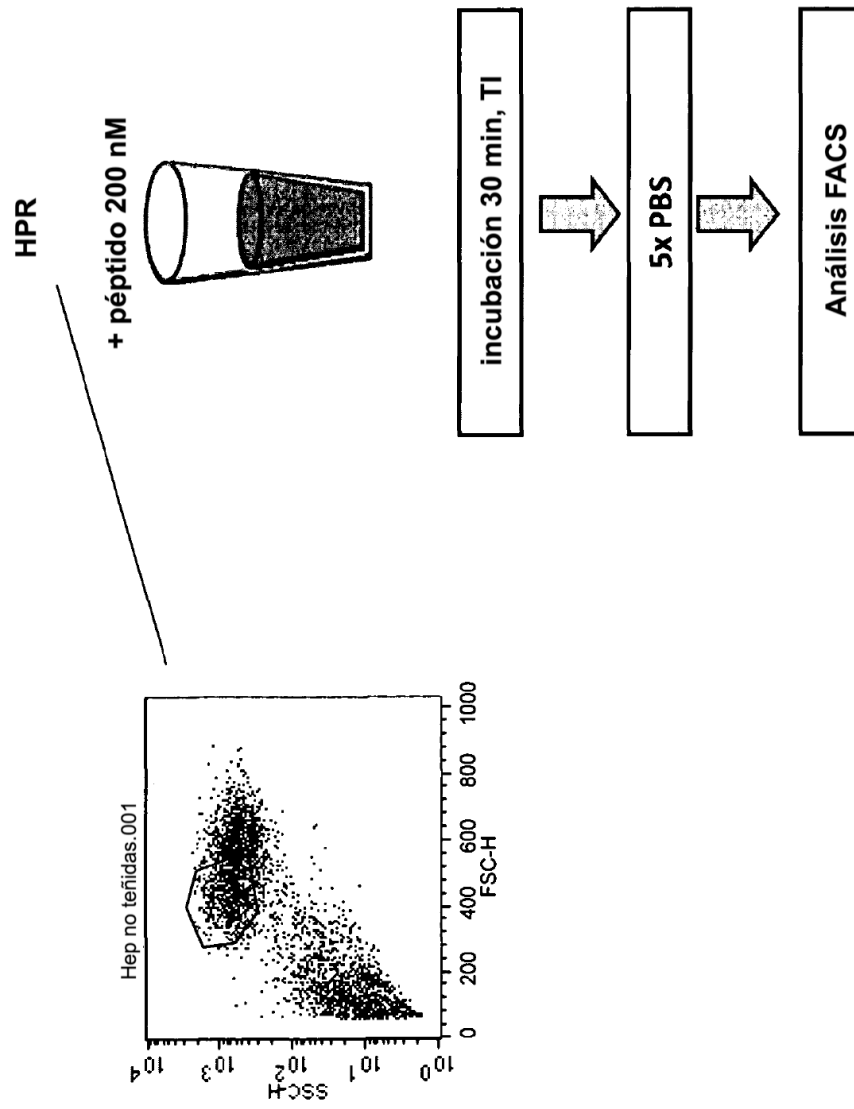 HPR
+ péptido 200 nM
incubación 30 min, TI
5x PBS
Análisis FACS
Hep no teñidas.001
SSC-H
10⁴
10³
10²
10¹
10⁰
0 200 400 600 800 1000
FSC-H